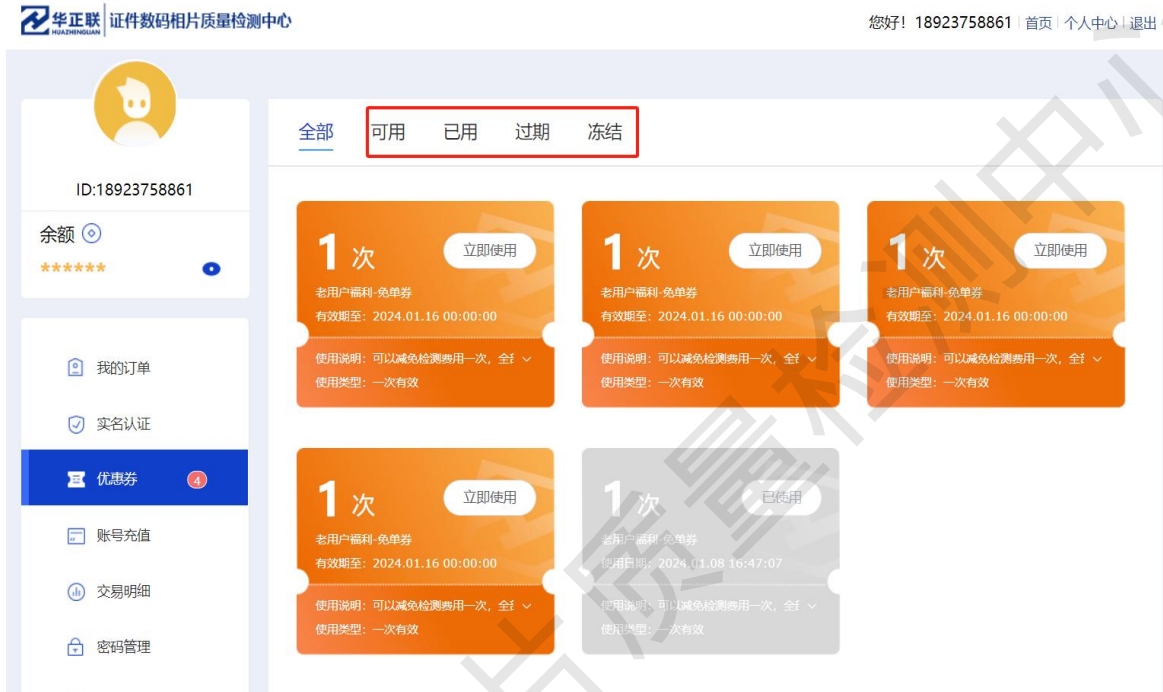 华正联 HUAZHENGLIAN 证件数码相片质量检测中心
您好！18923758861 首页 个人中心 退出
ID:18923758861
余额
******
我的订单
实名认证
优惠券 4
账号充值
交易明细
密码管理
全部 可用 已用 过期 冻结
1次 立即使用
老用户福利-免单券
有效期至：2024.01.16 00:00:00
使用说明：可以减免检测费用一次，全
使用类型：一次有效
1次 立即使用
老用户福利-免单券
有效期至：2024.01.16 00:00:00
使用说明：可以减免检测费用一次，全
使用类型：一次有效
1次 立即使用
老用户福利-免单券
有效期至：2024.01.16 00:00:00
使用说明：可以减免检测费用一次，全
使用类型：一次有效
1次 立即使用
老用户福利-免单券
有效期至：2024.01.16 00:00:00
使用说明：可以减免检测费用一次，全
使用类型：一次有效
1次 已使用
老用户福利-免单券
使用日期：2024.01.08 16:47:07
使用说明：可以减免检测费用一次，全
使用类型：一次有效
片质量检测中心